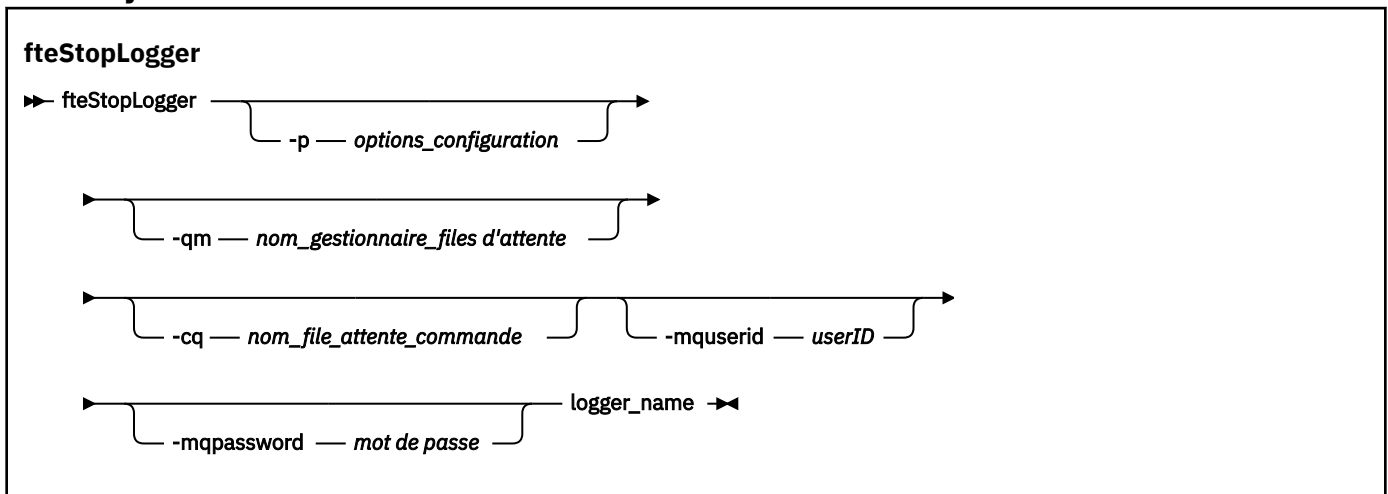 fteStopLogger
fteStopLogger
-p options_configuration
-qm nom_gestionnaire_files d'attente
-cq nom_file_attente_commande -mquserid userID
logger_name
-mqpassword mot de passe